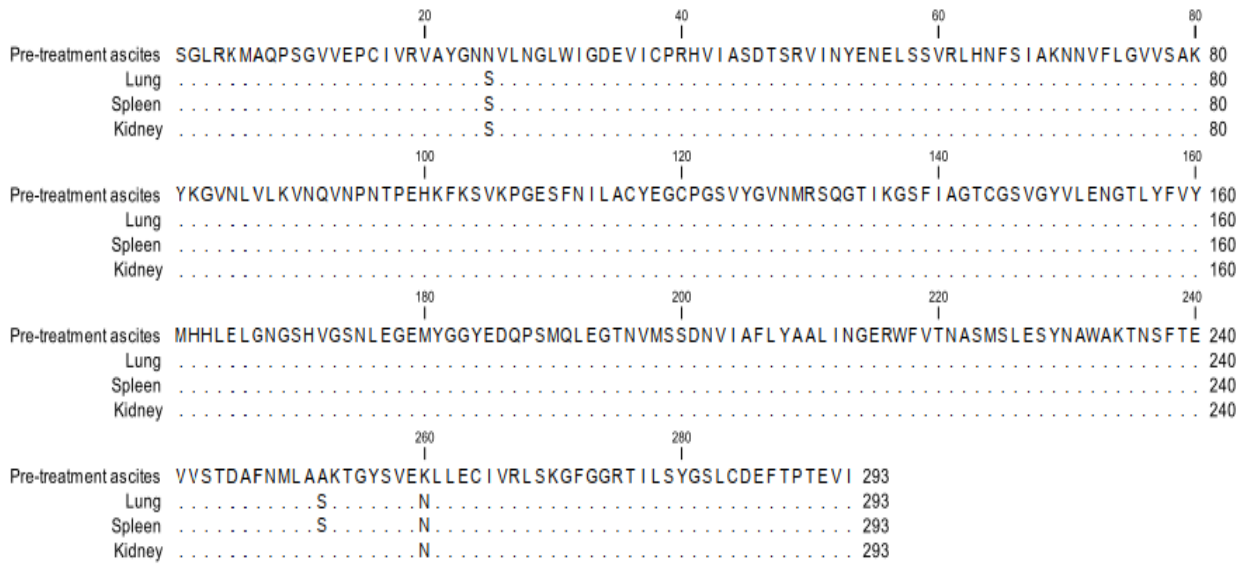 20 40 60 80
Pre-treatment ascites SGLRKMAQPSGVVEPCIVRVAYGNNVLNGLWIGDEVICPRHVIASDTSRVINYENELSSVRLHNFSIAKNNVFLGVVSAK 80
Lung ........................S....................................................... 80
Spleen ........................S....................................................... 80
Kidney ........................S....................................................... 80
100 120 140 160
Pre-treatment ascites YKGVNLVLKVNQVNPNTPEHKFKSVKPGESFNILACYEGCPGSVYGVNMRSQGTIKGSFIAGTCGSVGYVLENGTLYFVY 160
Lung ................................................................................ 160
Spleen ................................................................................ 160
Kidney ................................................................................ 160
180 200 220 240
Pre-treatment ascites MHHLELGNGSHVGSNLEGEMYGGYEDQPSMQLEGTNVMSSDNVIAFLYAALINGERWFVTNASMSLESYNAWAKTNSFTE 240
Lung ................................................................................ 240
Spleen ................................................................................ 240
Kidney ................................................................................ 240
260 280
Pre-treatment ascites VVSTDAFNMLAAKTGYSVEKLLECIVRLSKGFGGRTILSYGSLCDEFTPTEVI 293
Lung ...........S.......N................................. 293
Spleen ...........S.......N................................. 293
Kidney ...................N................................. 293